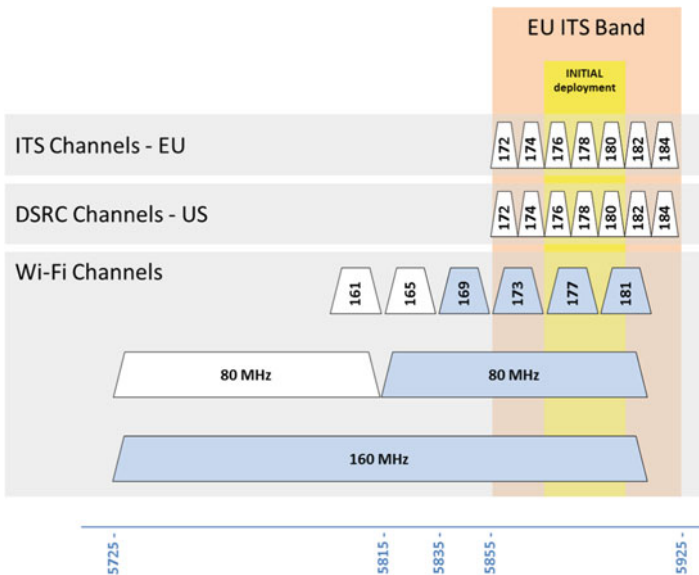 EU ITS Band
INITIAL
deployment
ITS Channels - EU
172 174 176 178 180 182 184
DSRC Channels - US
172 174 176 178 180 182 184
Wi-Fi Channels
161 165 169 173 177 181
80 MHz 80 MHz
160 MHz
5725 - 5815 - 5835 - 5855 - 5925 -